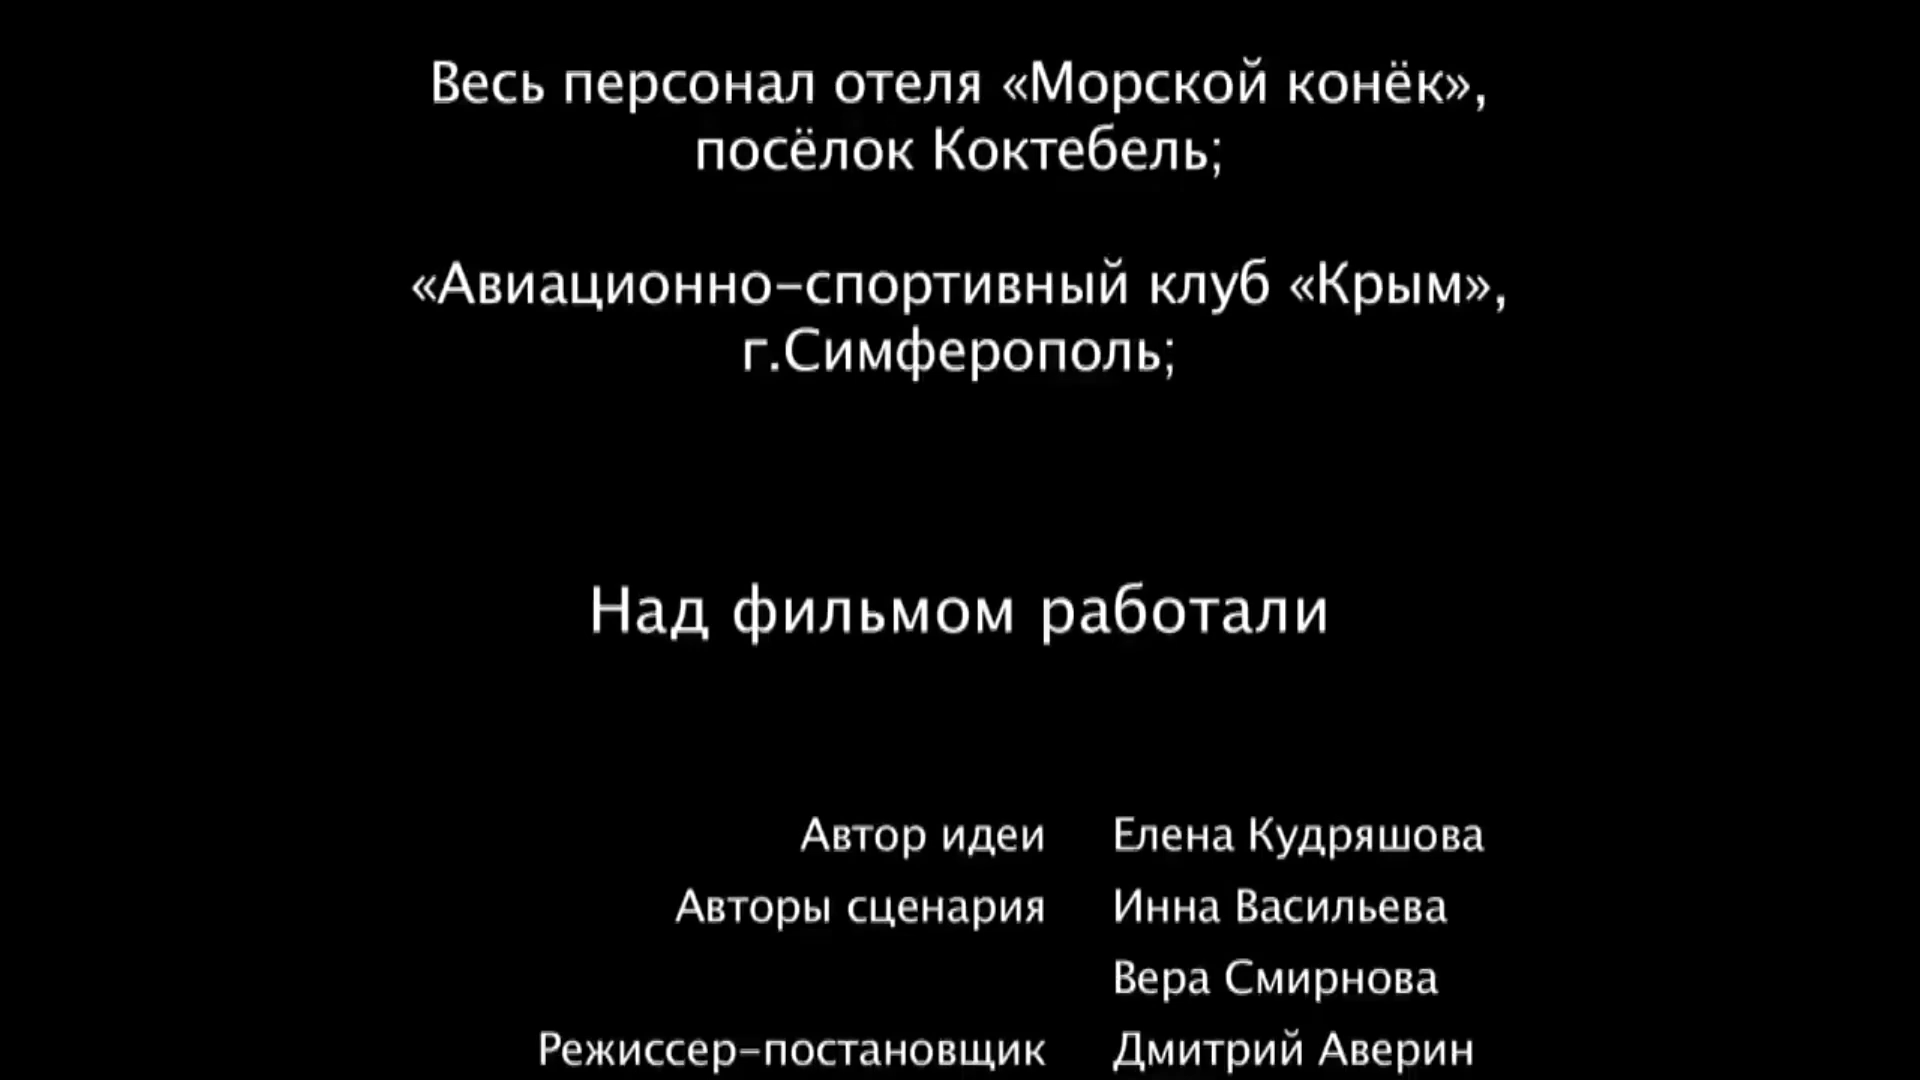 Весь персонал отеля «Морской конёк»,
посёлок Коктебель;
«Авиационно-спортивный клуб «Крым»,
г.Симферополь;
Над фильмом работали
Автор идеи Елена Кудряшова
Авторы сценария Инна Васильева
Вера Смирнова
Режиссер-постановщик Дмитрий Аверин